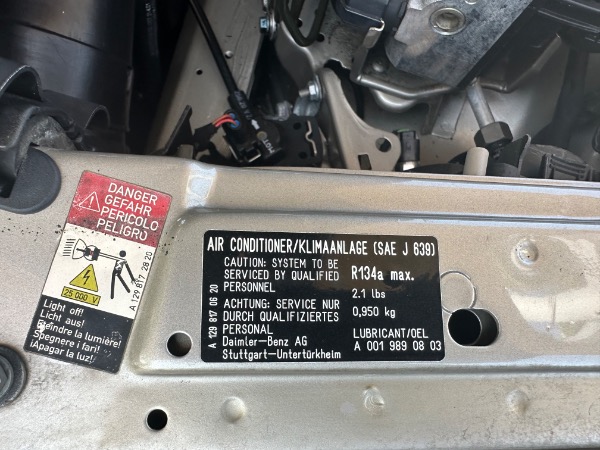 DANGER
GEFAHR
PERICOLO
PELIGRO
25 000 V
A 129 817 28 20
Light off!
Licht aus!
Eteindre la lumière!
Spegnere i fari!
¡Apagar la luz!
AIR CONDITIONER/KLIMAANLAGE (SAE J 639)
CAUTION: SYSTEM TO BE
SERVICED BY QUALIFIED
PERSONNEL
R134a max.
2.1 lbs
ACHTUNG: SERVICE NUR
DURCH QUALIFIZIERTES
PERSONAL
0,950 kg
Daimler-Benz AG
Stuttgart-Untertürkheim
LUBRICANT/OEL
A 001 989 08 03
A 129 817 06 20